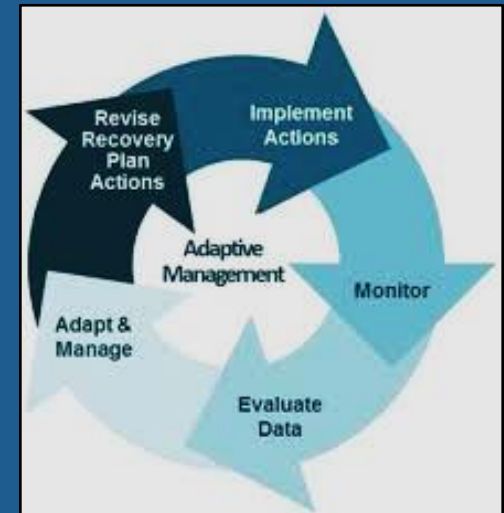 Implement
Actions
Monitor
Evaluate
Data
Adapt &
Manage
Revise
Recovery
Plan
Actions
Adaptive
Management